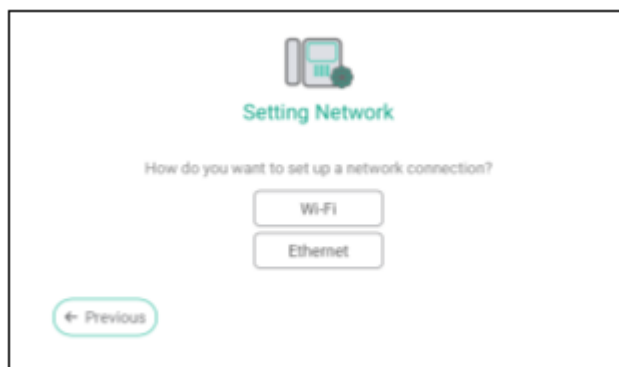 Setting Network
How do you want to set up a network connection?
Wi-Fi
Ethernet
← Previous